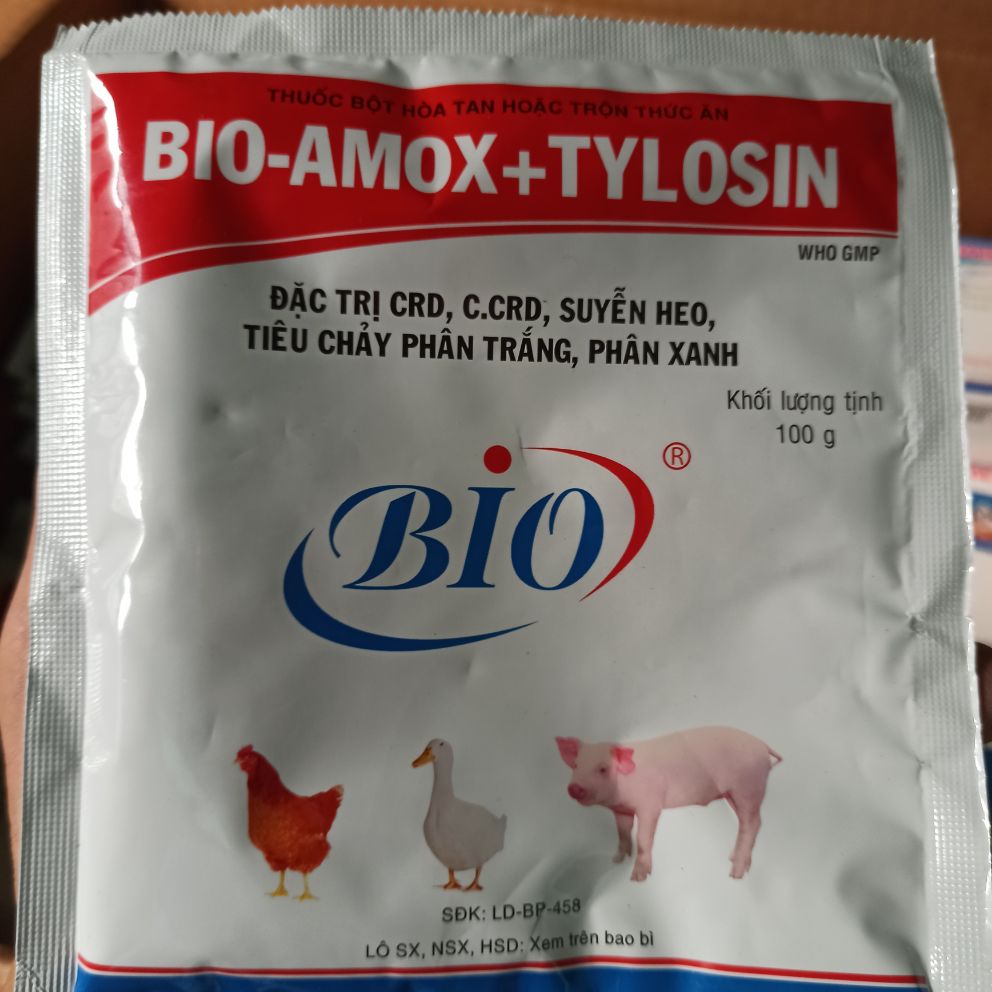 THUỐC BỘT HÒA TAN HOẶC TRỘN THỨC ĂN
BIO-AMOX+TYLOSIN
WHO GMP
ĐẶC TRỊ CRD, C.CRD, SUYỄN HEO,
TIÊU CHẢY PHÂN TRẮNG, PHÂN XANH
Khối lượng tịnh
100 g
BIO®
SĐK: LD-BP-458
LÔ SX, NSX, HSD: Xem trên bao bì